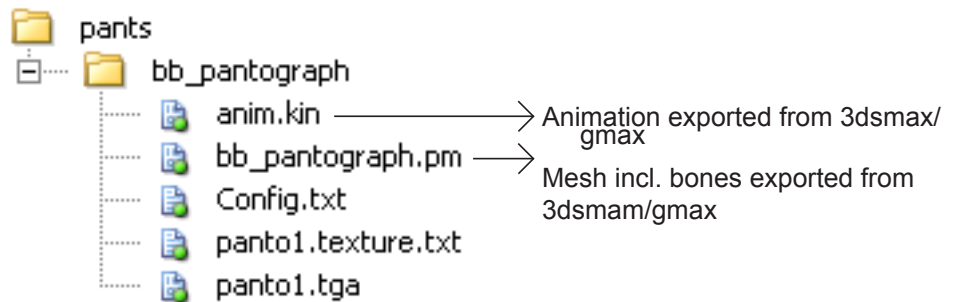 pants
bb_pantograph
anim.kin
Animation exported from 3dsmax/
gmax
bb_pantograph.pm
Mesh incl. bones exported from
3dsmam/gmax
Config.txt
panto1.texture.txt
panto1.tga